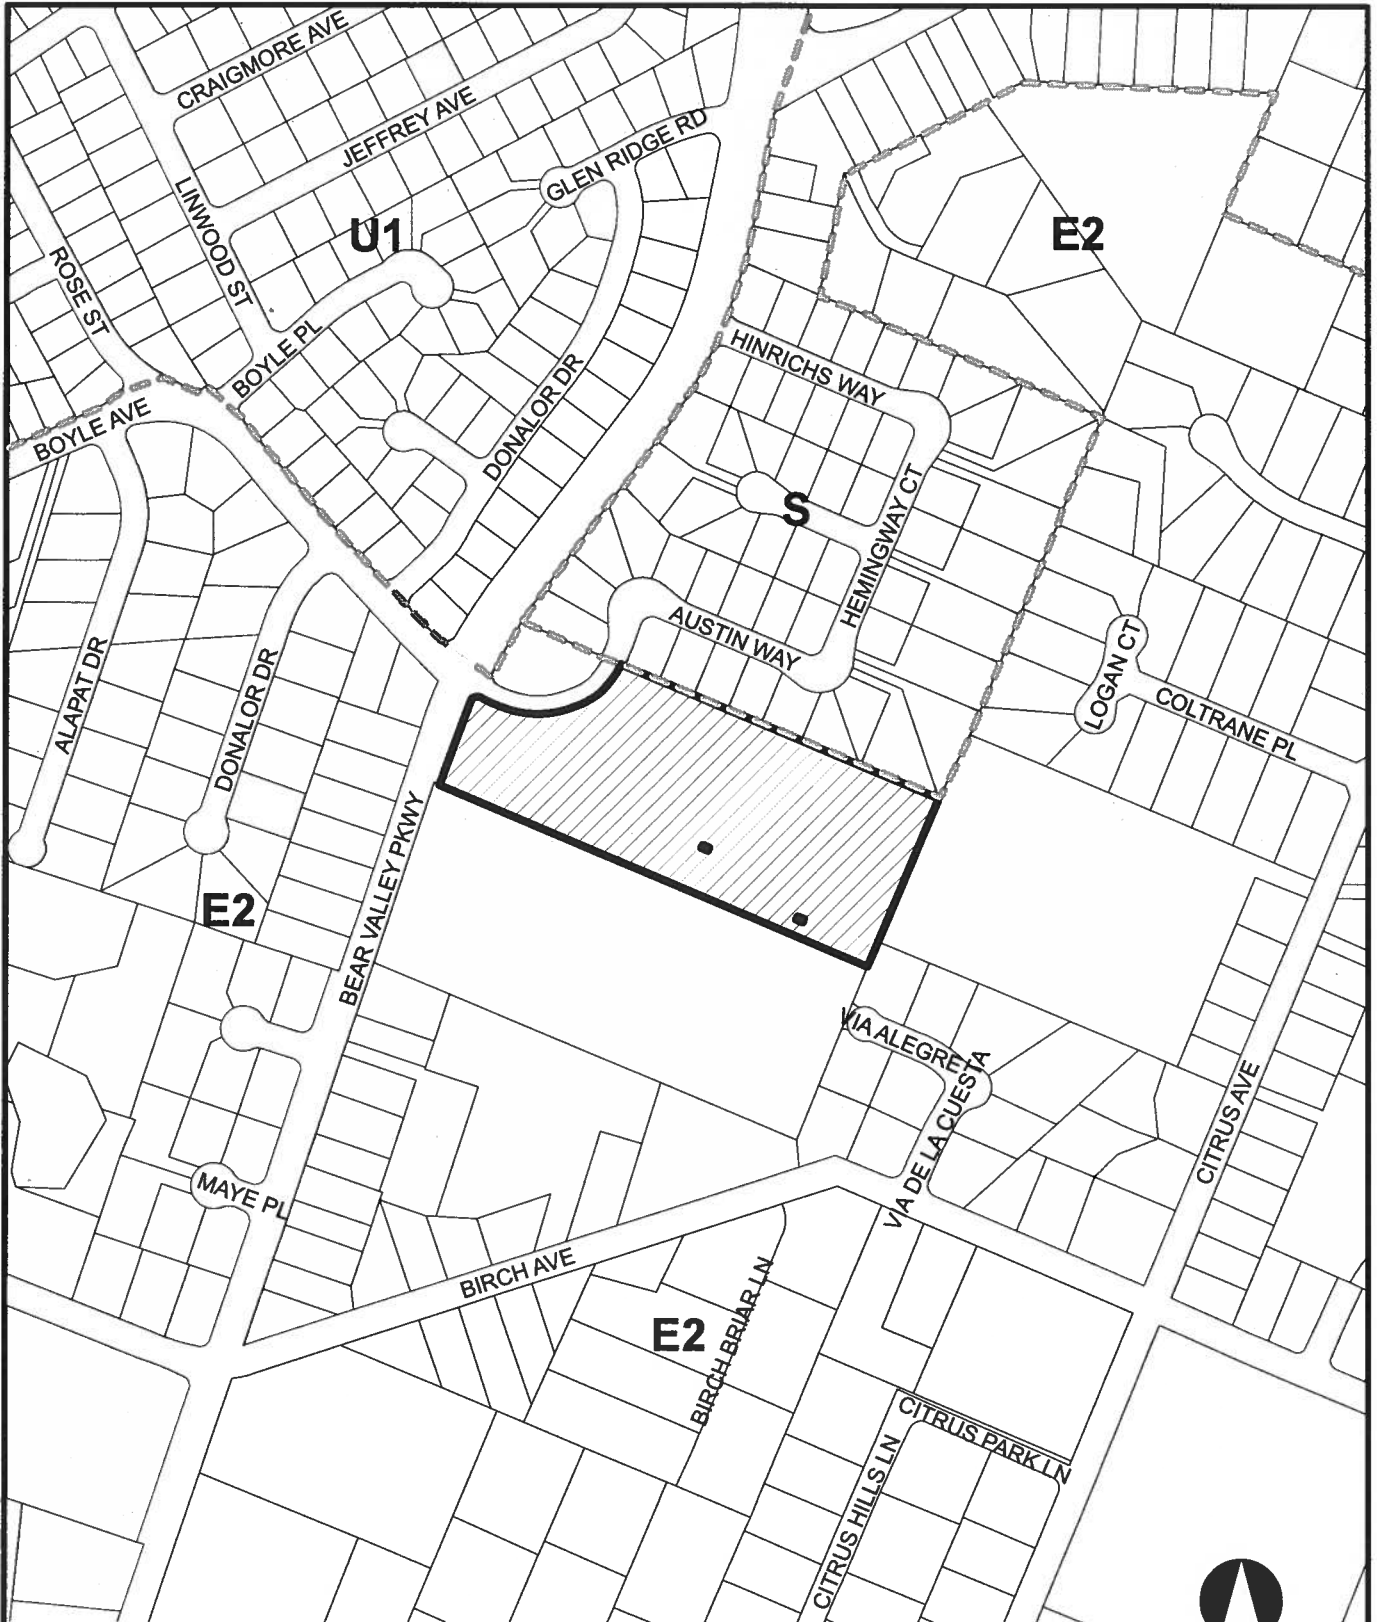 CRAIGMORE AVE
JEFFREY AVE
GLEN RIDGE RD
LINWOOD ST
U1
E2
ROSE ST
BOYLE PL
HINRICHS WAY
DONALOR DR
BOYLE AVE
S
HEMINGWAY CT
AUSTIN WAY
LOGAN CT
COLTRANE PL
ALAPAT DR
DONALOR DR
BEAR VALLEY PKWY
E2
VIA ALEGRE
VIA DE LA CUESTA
CITRUS AVE
MAYE PL
BIRCH AVE
E2
BIRCH BRIAR LN
CITRUS PARK LN
CITRUS HILLS LN